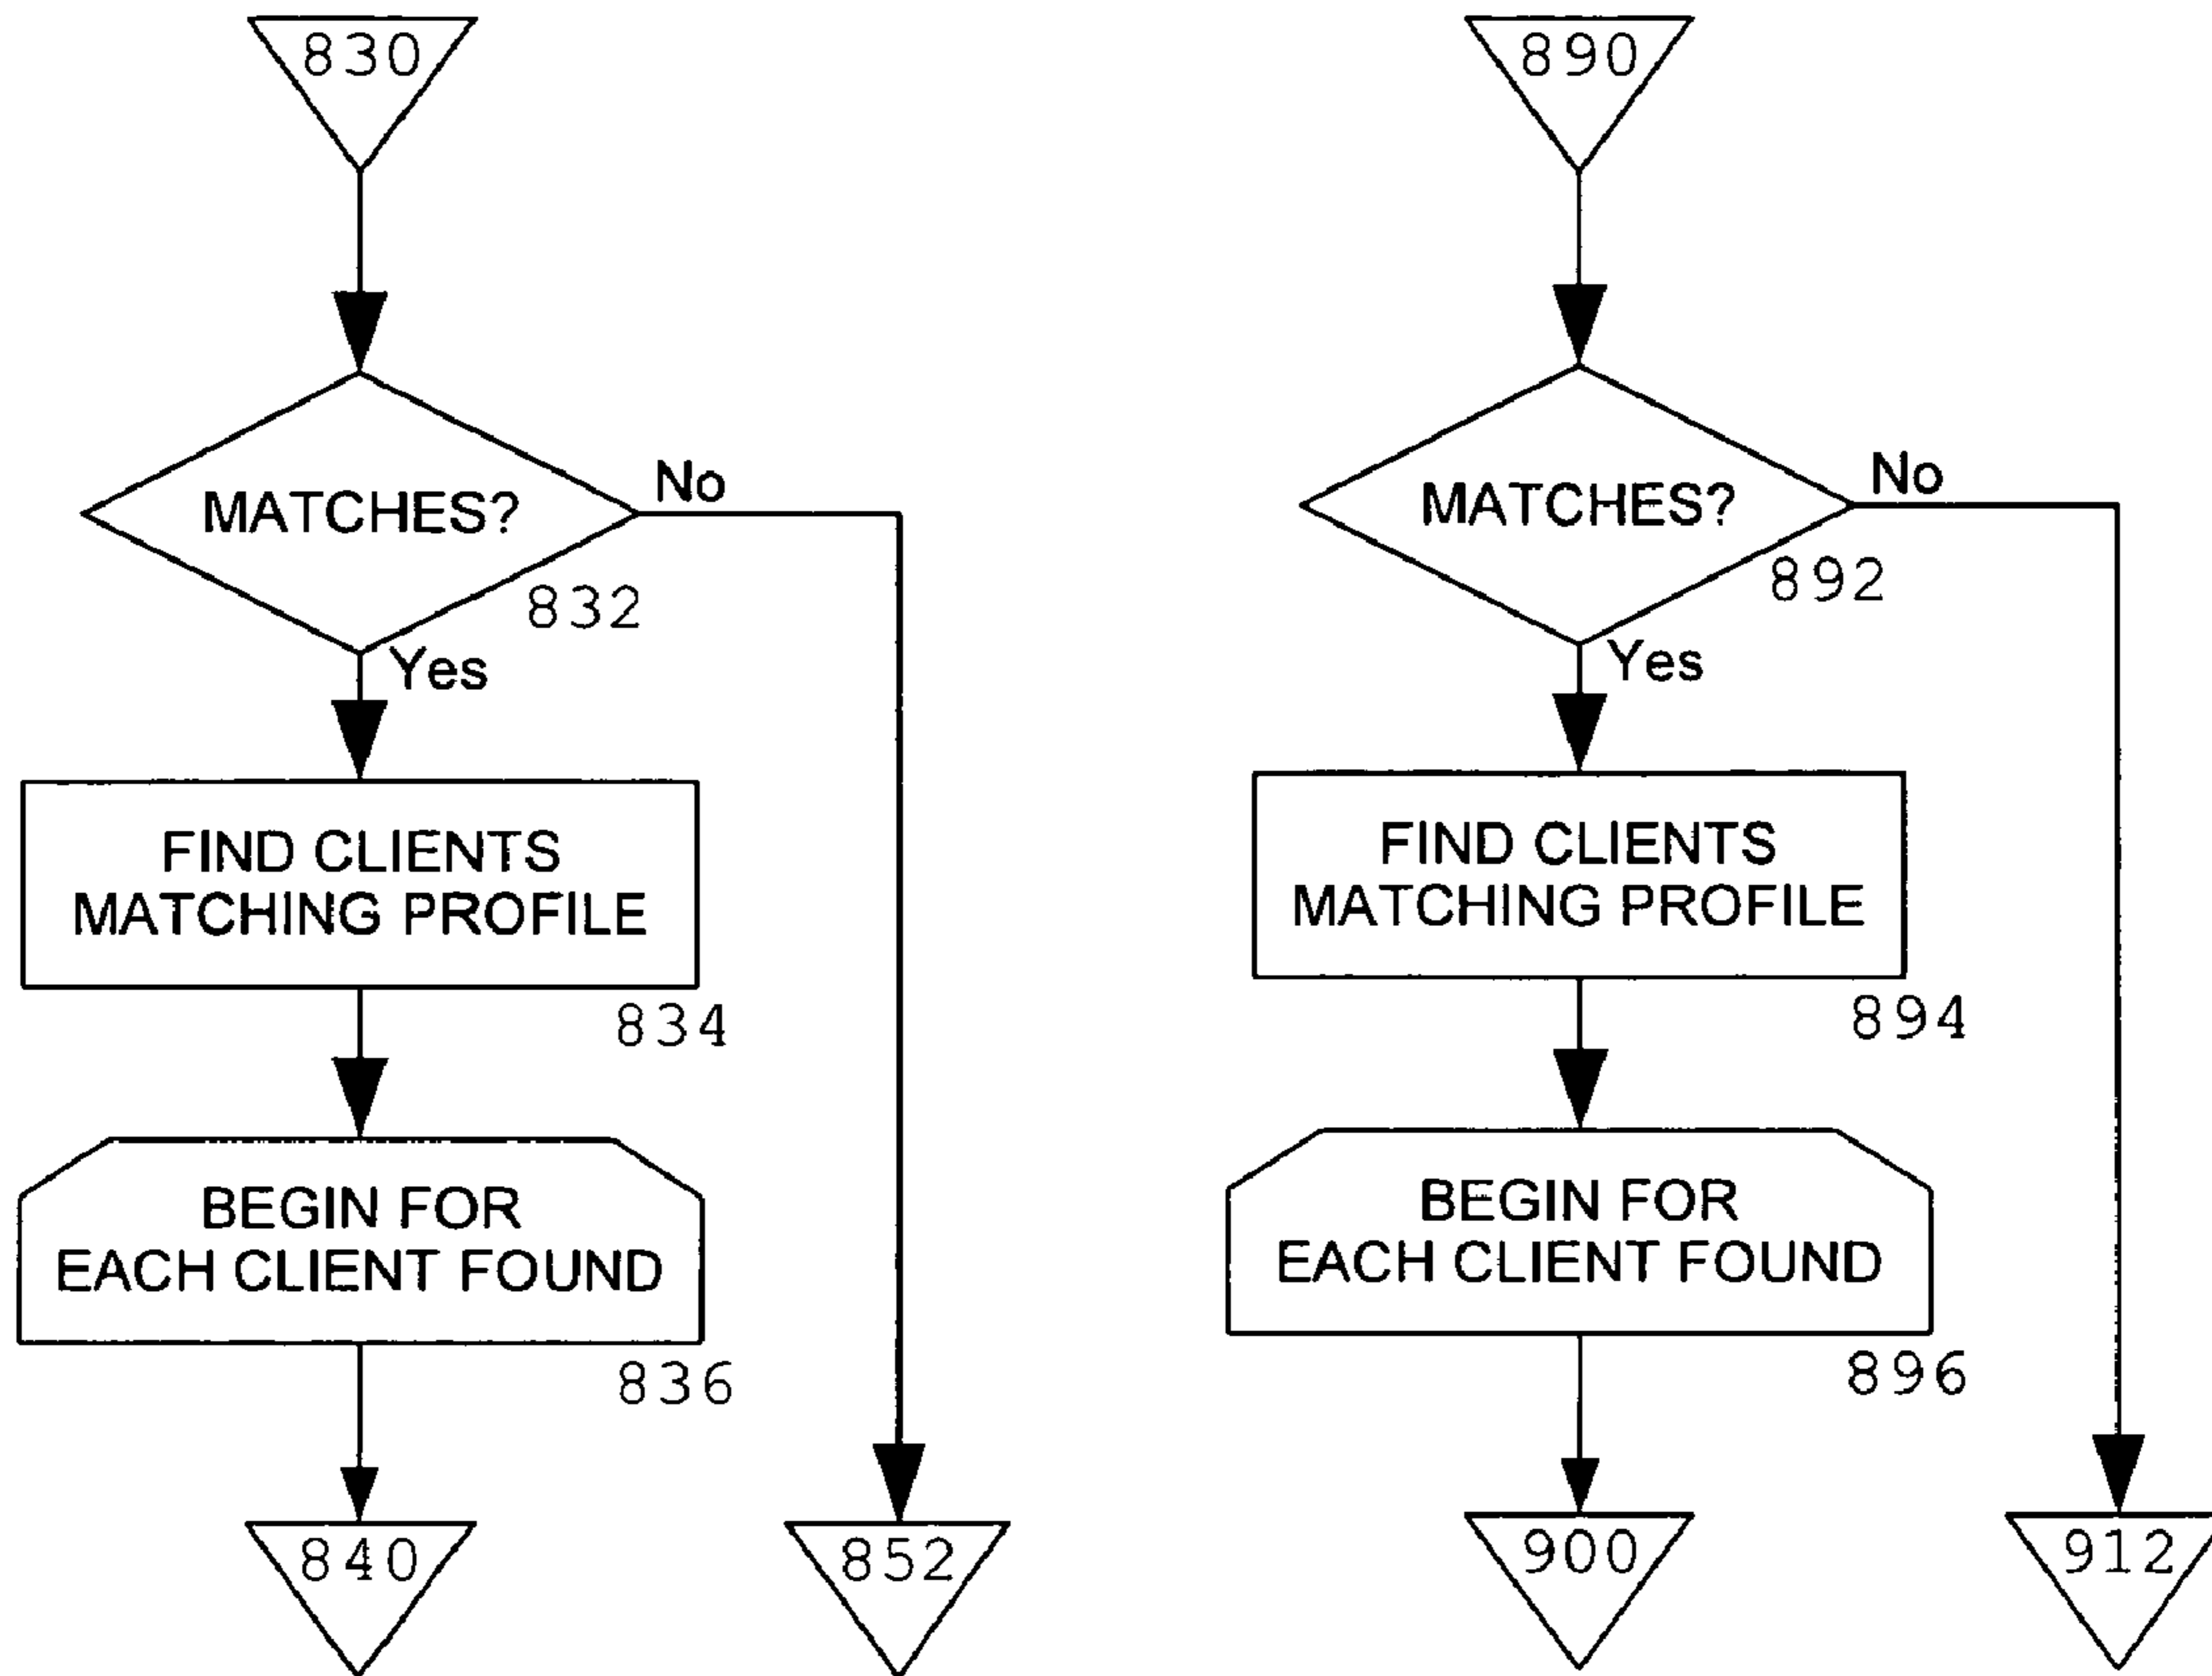 830
MATCHES?
No
832
Yes
FIND CLIENTS
MATCHING PROFILE
834
BEGIN FOR
EACH CLIENT FOUND
836
840
852
890
MATCHES?
No
892
Yes
FIND CLIENTS
MATCHING PROFILE
894
BEGIN FOR
EACH CLIENT FOUND
896
900
912